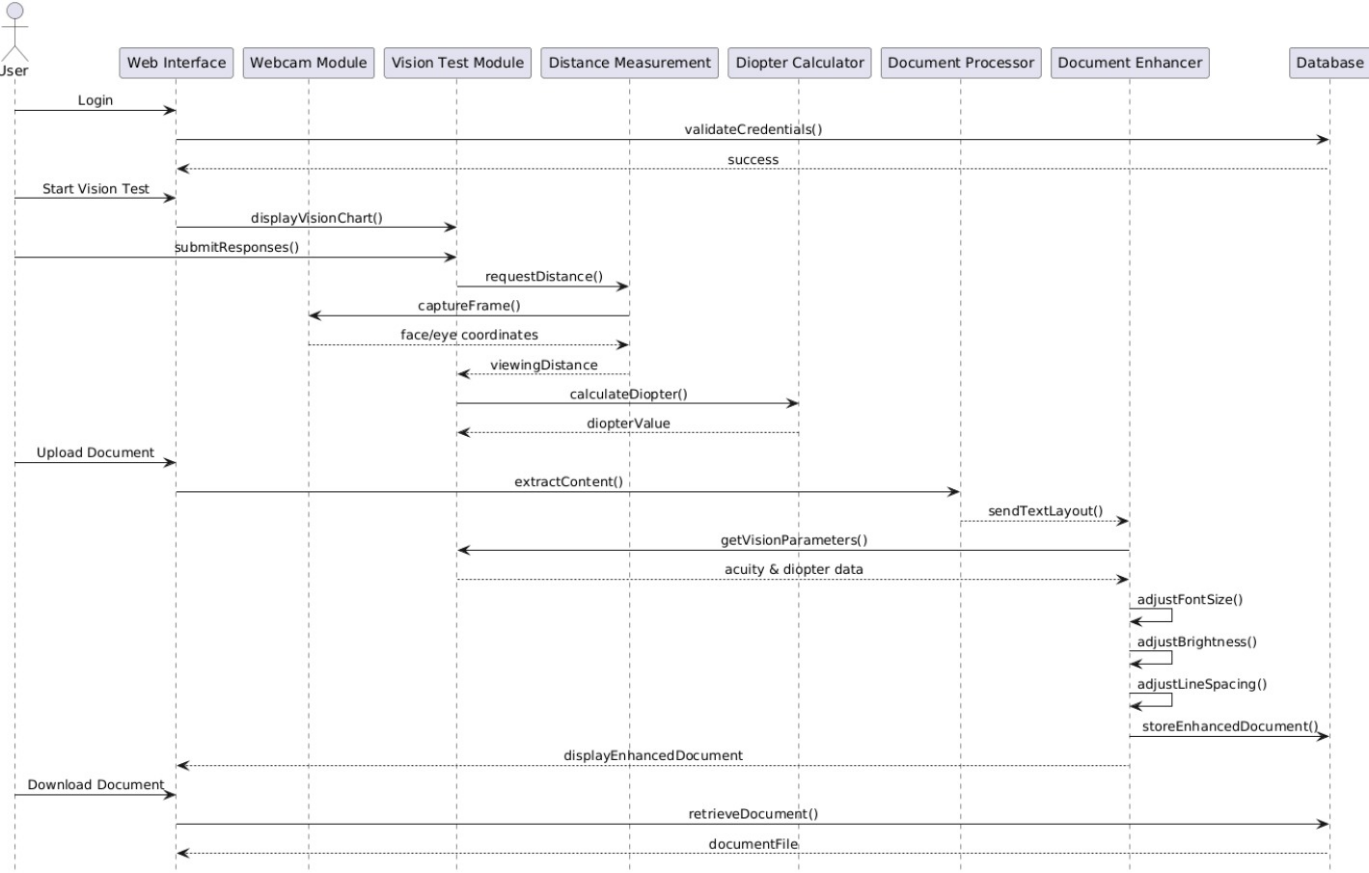 User
Web Interface
Webcam Module
Vision Test Module
Distance Measurement
Diopter Calculator
Document Processor
Document Enhancer
Database
Login
validateCredentials()
success
Start Vision Test
displayVisionChart()
submitResponses()
requestDistance()
captureFrame()
face/eye coordinates
viewingDistance
calculateDiopter()
diopterValue
Upload Document
extractContent()
sendTextLayout()
getVisionParameters()
acuity & diopter data
adjustFontSize()
adjustBrightness()
adjustLineSpacing()
storeEnhancedDocument()
displayEnhancedDocument
Download Document
retrieveDocument()
documentFile